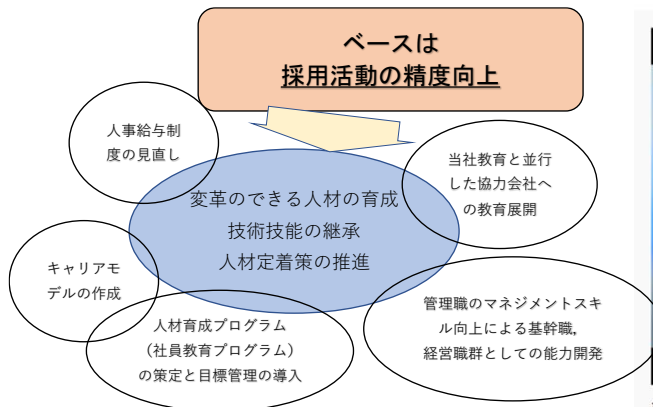 ベースは
採用活動の精度向上
人事給与制
度の見直し
当社教育と並行
した協力会社へ
の教育展開
変革のできる人材の育成
技術技能の継承
人材定着策の推進
キャリアモ
デルの作成
人材育成プログラム
（社員教育プログラム）
の策定と目標管理の導入
管理職のマネジメントスキ
ル向上による基幹職,
経営職群としての能力開発